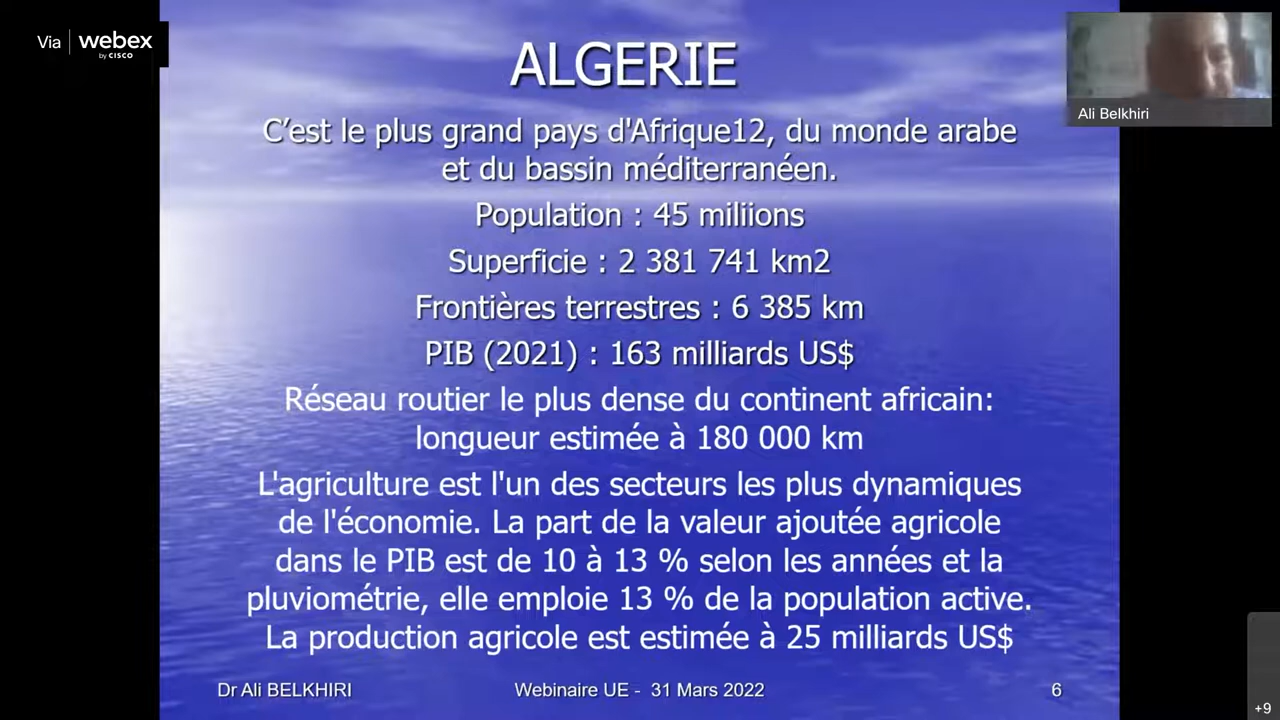 Via webex
by CISCO
Ali Belkhiri
ALGERIE
C’est le plus grand pays d'Afrique12, du monde arabe
et du bassin méditerranéen.
Population : 45 miliions
Superficie : 2 381 741 km2
Frontières terrestres : 6 385 km
PIB (2021) : 163 milliards US$
Réseau routier le plus dense du continent africain:
longueur estimée à 180 000 km
L'agriculture est l'un des secteurs les plus dynamiques
de l'économie. La part de la valeur ajoutée agricole
dans le PIB est de 10 à 13 % selon les années et la
pluviométrie, elle emploie 13 % de la population active.
La production agricole est estimée à 25 milliards US$
Dr Ali BELKHIRI Webinaire UE - 31 Mars 2022 6
+9